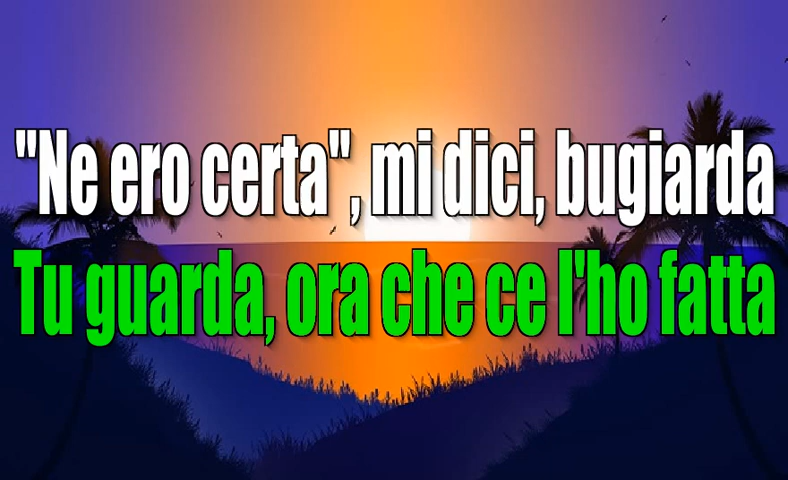 "Ne ero certa", mi dici, bugiarda
Tu guarda, ora che ce l'ho fatta